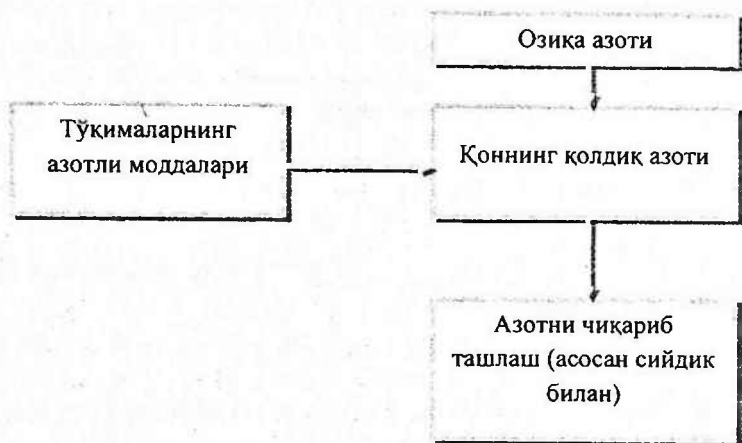 Озиқа азоти
Тўқималарнинг
азотли моддалари
Қоннинг қолдиқ азоти
Азотни чиқариб
ташлаш (асосан сийдик
билан)